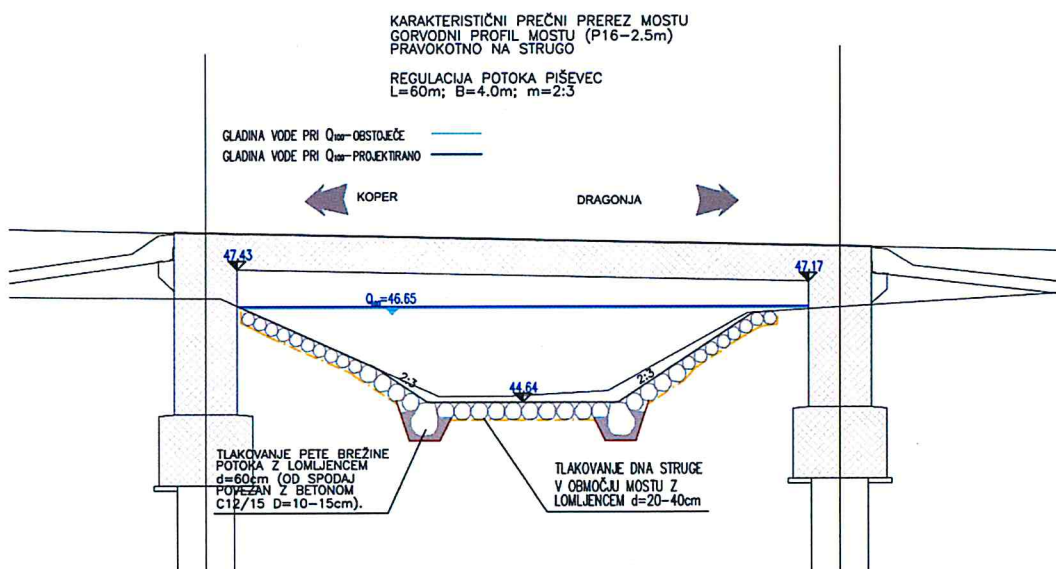 KARAKTERISTIČNI PREČNI PREREZ MOSTU
GORVODNI PROFIL MOSTU (P16-2.5m)
PRAVOKOTNO NA STRUGO
REGULACIJA POTOKA PIŠEVEC
L=60m; B=4.0m; m=2:3
GLADINA VODE PRI Q₁₀₀-OBSTOJEČE
GLADINA VODE PRI Q₁₀₀-PROJEKTIRANO
KOPER
DRAGONJA
47.43
47.17
Q₁₀₀=46.65
2:3
2:3
44.64
TLAKOVANJE PETE BREŽINE
POTOKA Z LOMLJENCEM
d=60cm (OD SPODAJ
POVEZAN Z BETONOM
C12/15 D=10-15cm).
TLAKOVANJE DNA STRUGE
V OBMOČJU MOSTU Z
LOMLJENCEM d=20-40cm